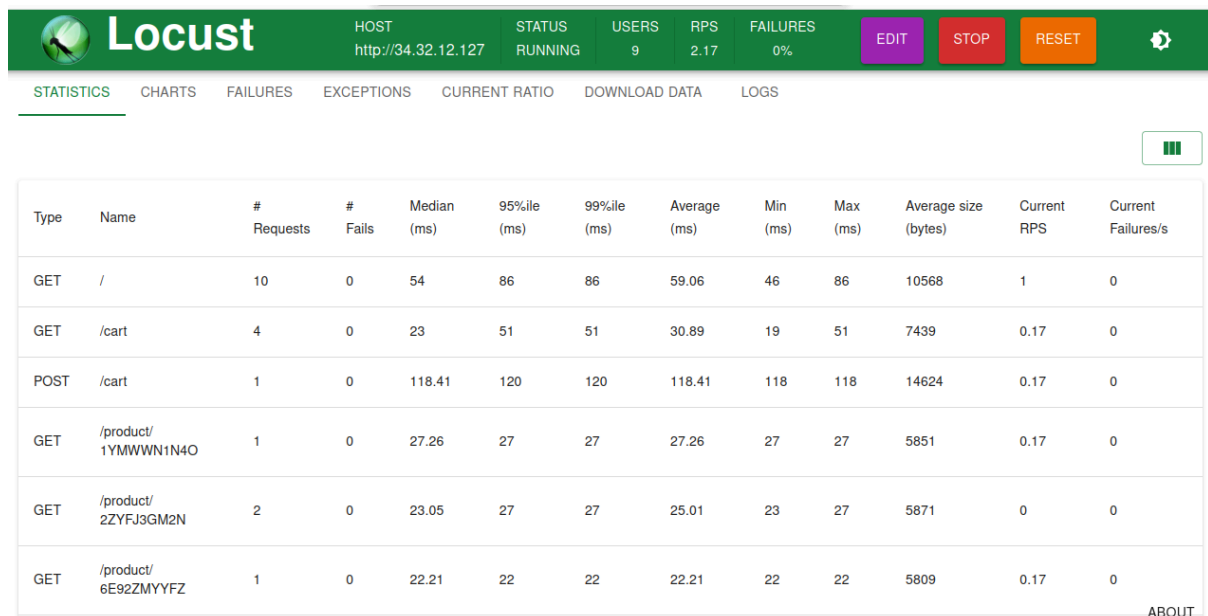 Locust
HOST
http://34.32.12.127
STATUS
RUNNING
USERS
9
RPS
2.17
FAILURES
0%
EDIT
STOP
RESET
STATISTICS CHARTS FAILURES EXCEPTIONS CURRENT RATIO DOWNLOAD DATA LOGS
Type Name # Requests # Fails Median (ms) 95%ile (ms) 99%ile (ms) Average (ms) Min (ms) Max (ms) Average size (bytes) Current RPS Current Failures/s
GET / 10 0 54 86 86 59.06 46 86 10568 1 0
GET /cart 4 0 23 51 51 30.89 19 51 7439 0.17 0
POST /cart 1 0 118.41 120 120 118.41 118 118 14624 0.17 0
GET /product/1YMWWN1N4O 1 0 27.26 27 27 27.26 27 27 5851 0.17 0
GET /product/2ZYFJ3GM2N 2 0 23.05 27 27 25.01 23 27 5871 0 0
GET /product/6E92ZMYYFZ 1 0 22.21 22 22 22.21 22 22 5809 0.17 0
ABOUT